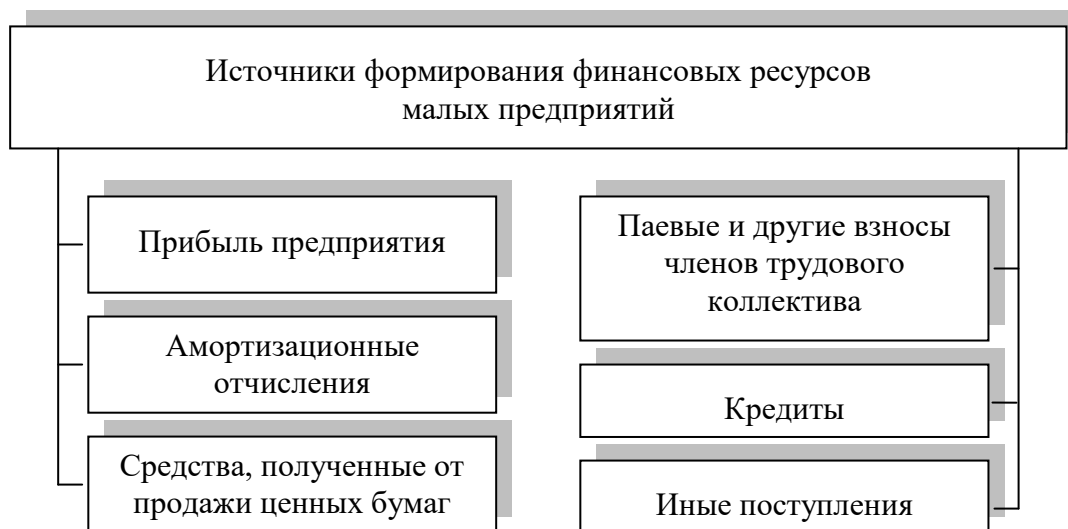 Источники формирования финансовых ресурсов
малых предприятий
Прибыль предприятия
Амортизационные
отчисления
Средства, полученные от
продажи ценных бумаг
Паевые и другие взносы
членов трудового
коллектива
Кредиты
Иные поступления